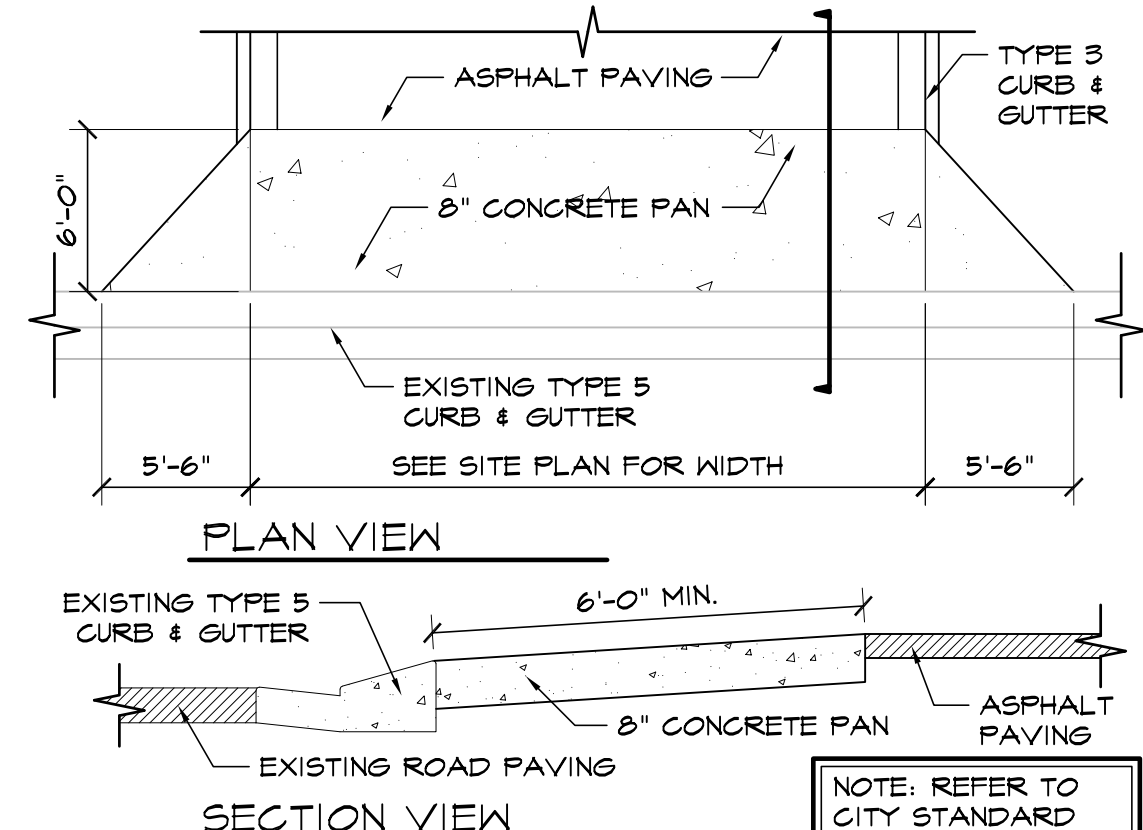 ASPHALT PAVING
TYPE 3
CURB &
GUTTER
6'-0"
8" CONCRETE PAN
EXISTING TYPE 5
CURB & GUTTER
5'-6"
SEE SITE PLAN FOR WIDTH
5'-6"
PLAN VIEW
EXISTING TYPE 5
CURB & GUTTER
6'-0" MIN.
8" CONCRETE PAN
ASPHALT
PAVING
EXISTING ROAD PAVING
SECTION VIEW
NOTE: REFER TO
CITY STANDARD